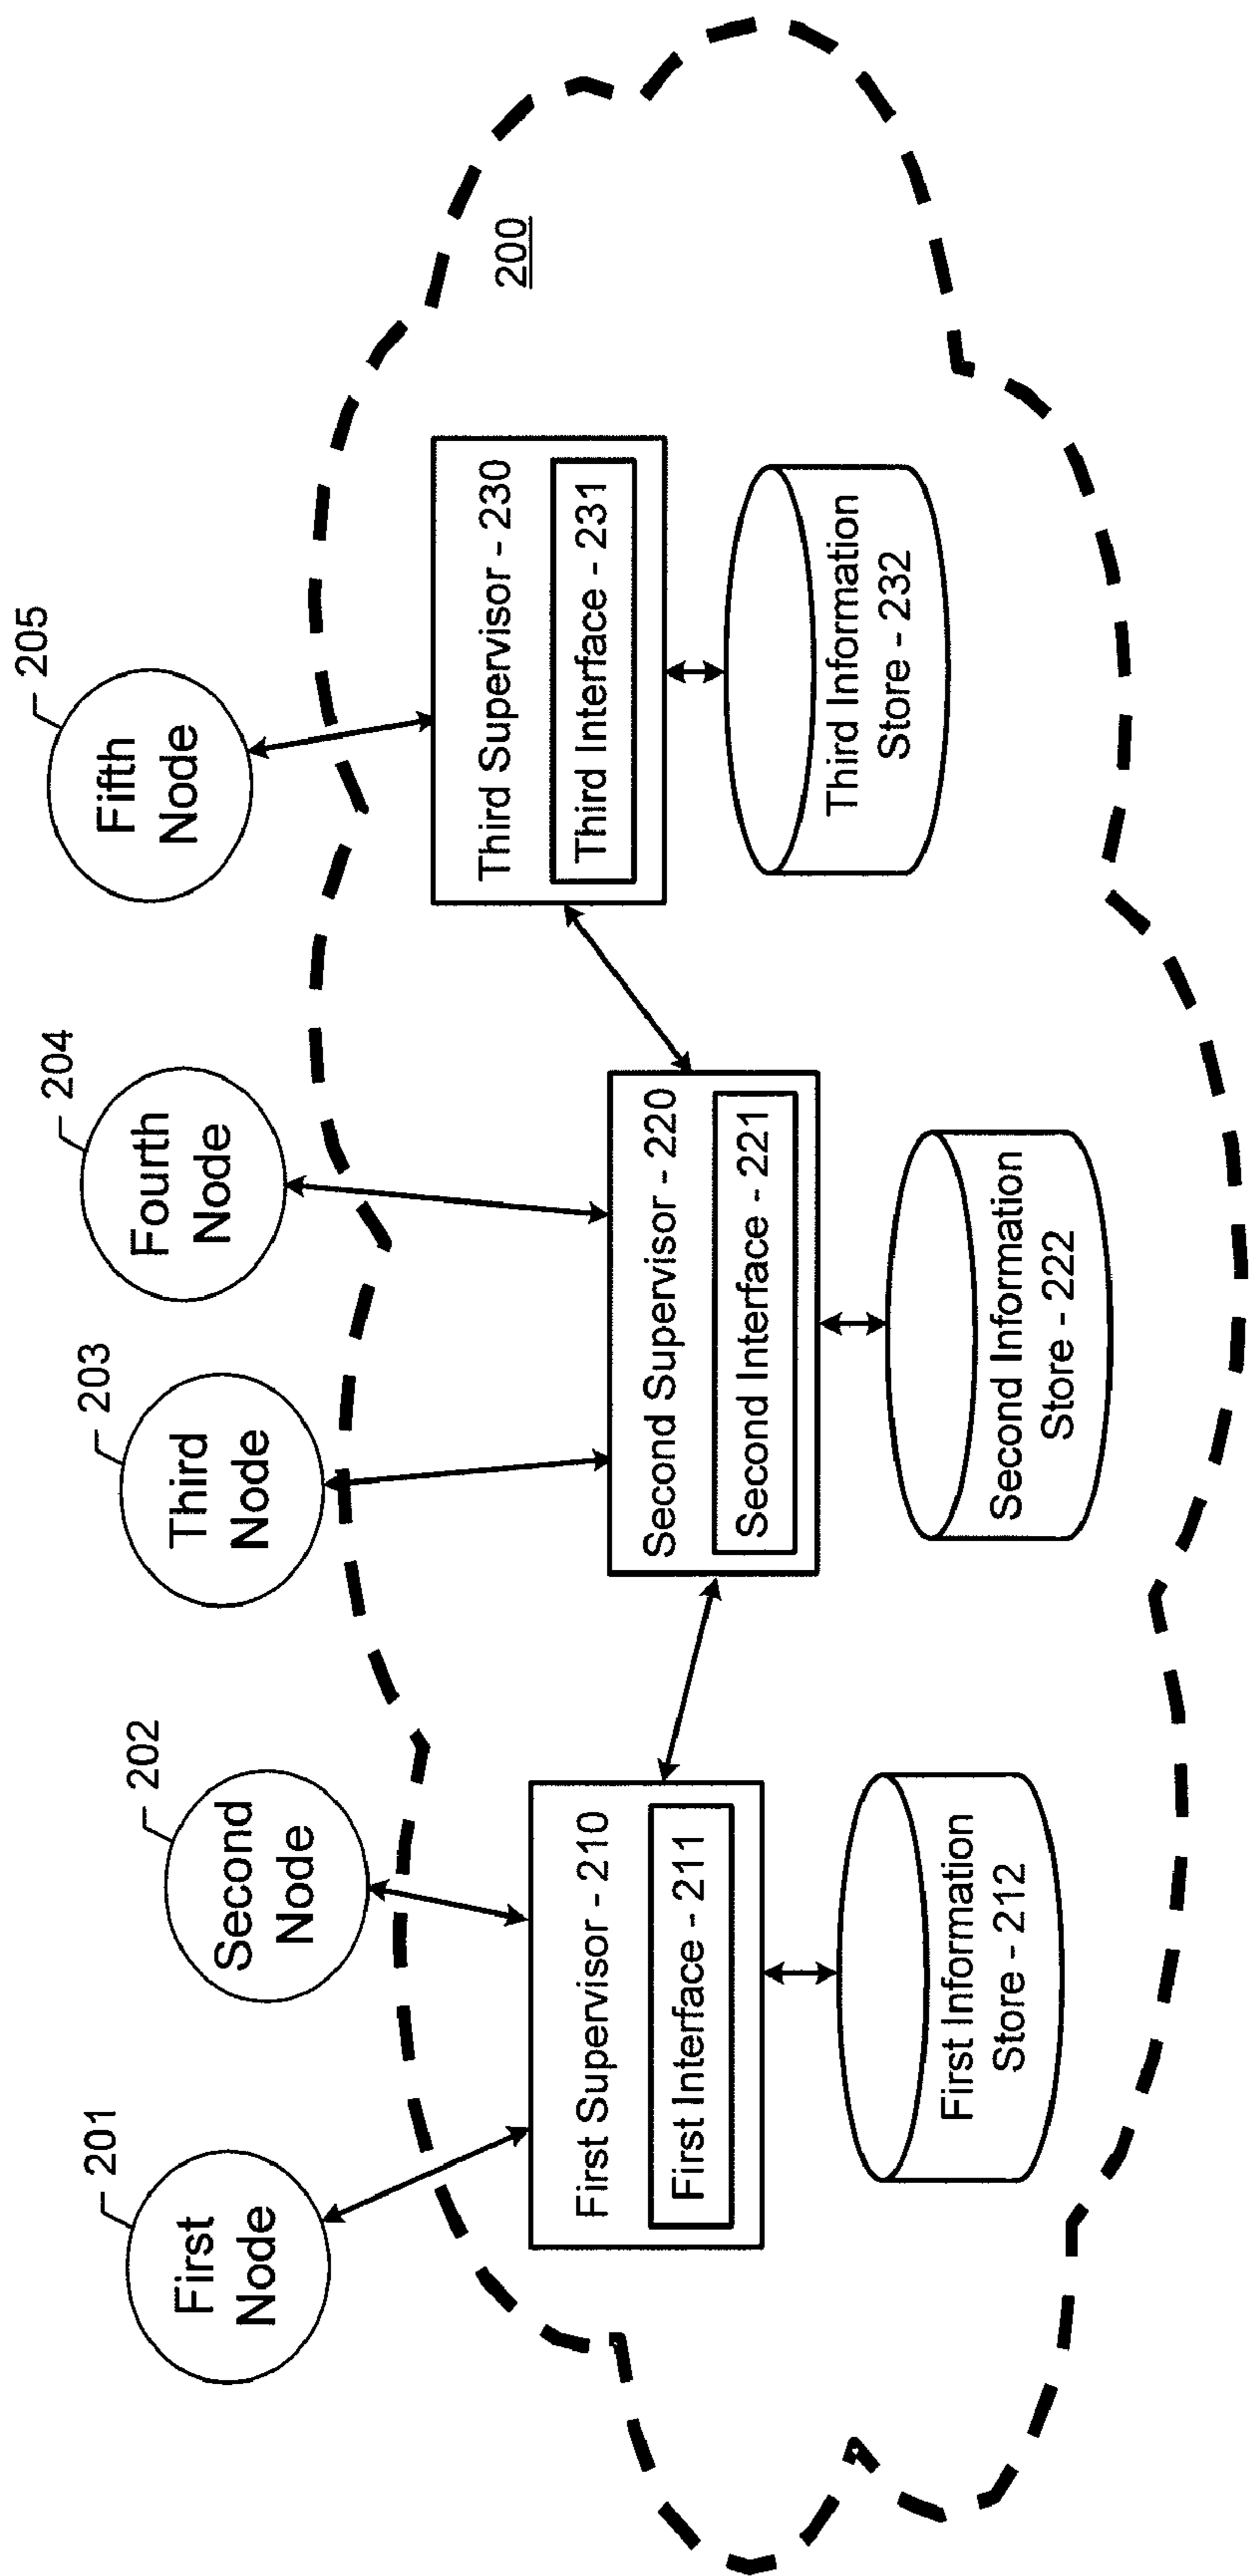 201
First
Node
202
Second
Node
203
Third
Node
204
Fourth
Node
205
Fifth
Node
200
First Supervisor - 210
First Interface - 211
First Information
Store - 212
Second Supervisor - 220
Second Interface - 221
Second Information
Store - 222
Third Supervisor - 230
Third Interface - 231
Third Information
Store - 232